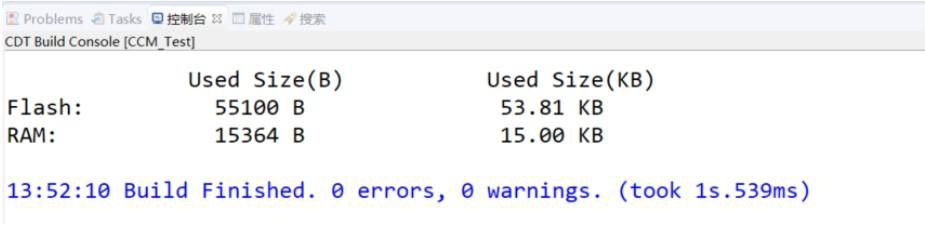 Problems Tasks 控制台 属性 搜索
CDT Build Console [CCM_Test]
Used Size(B) Used Size(KB)
Flash: 55100 B 53.81 KB
RAM: 15364 B 15.00 KB
13:52:10 Build Finished. 0 errors, 0 warnings. (took 1s.539ms)